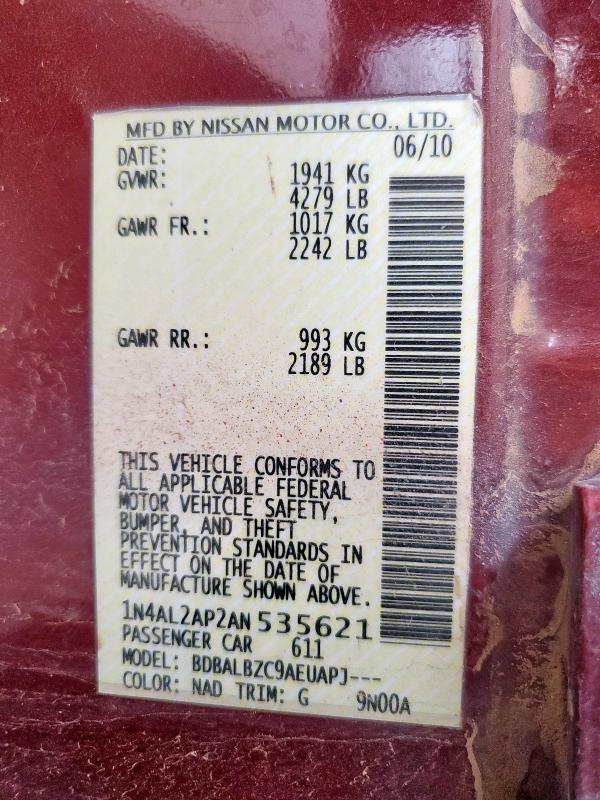 MFD BY NISSAN MOTOR CO., LTD.
DATE: 06/10
GVWR: 1941 KG
4279 LB
GAWR FR.: 1017 KG
2242 LB
GAWR RR.: 993 KG
2189 LB
THIS VEHICLE CONFORMS TO
ALL APPLICABLE FEDERAL
MOTOR VEHICLE SAFETY,
BUMPER, AND THEFT
PREVENTION STANDARDS IN
EFFECT ON THE DATE OF
MANUFACTURE SHOWN ABOVE.
1N4AL2AP2AN535621
PASSENGER CAR 611
MODEL: BDBALBZC9AEUAPJ---
COLOR: NAD TRIM: G 9N00A